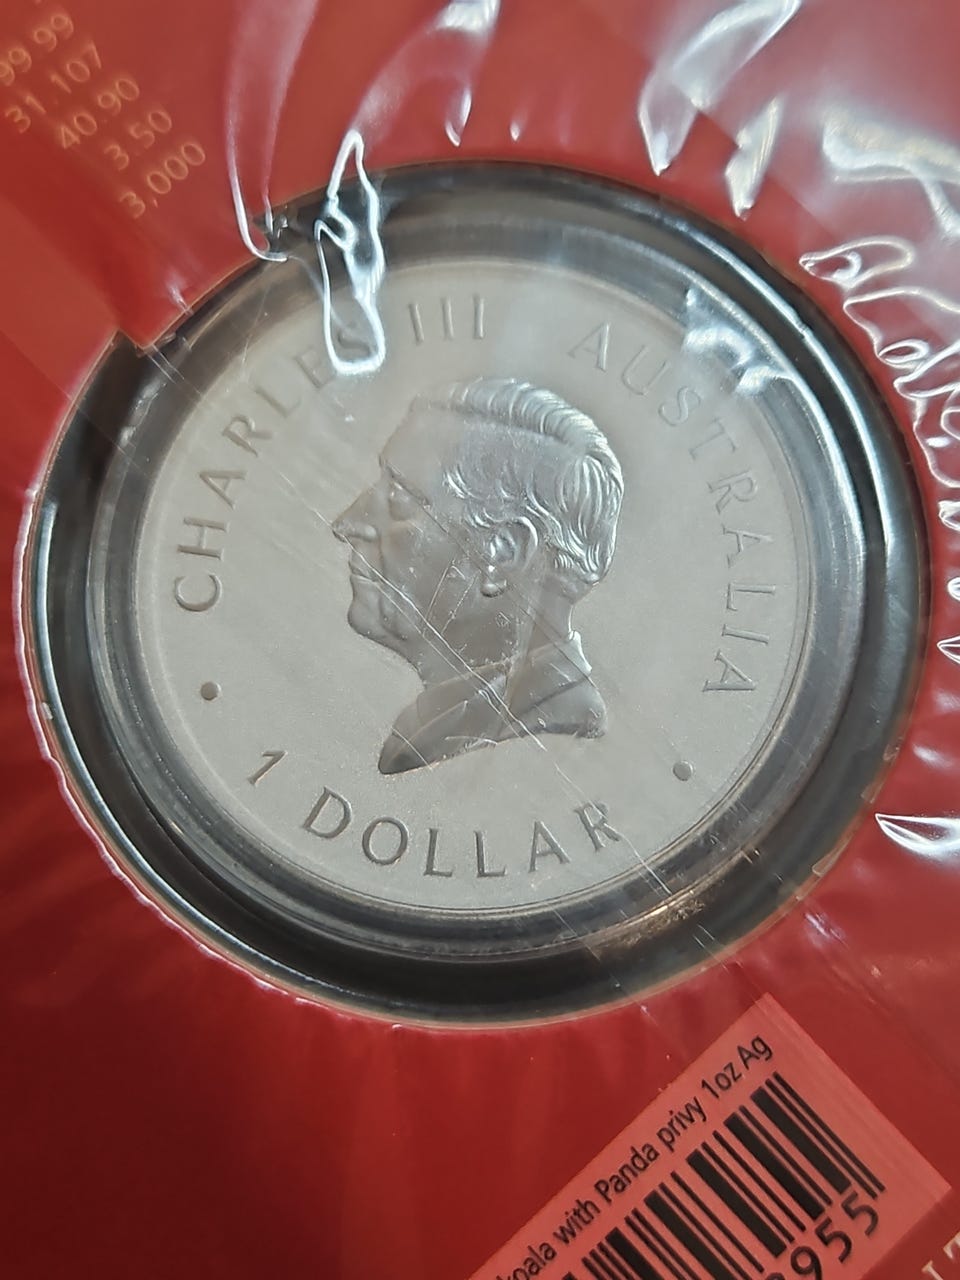 99.99
31.107
40.90
3.50
3,000
CHARLES III AUSTRALIA
• 1 DOLLAR •
koala with Panda privy 1oz Ag
955